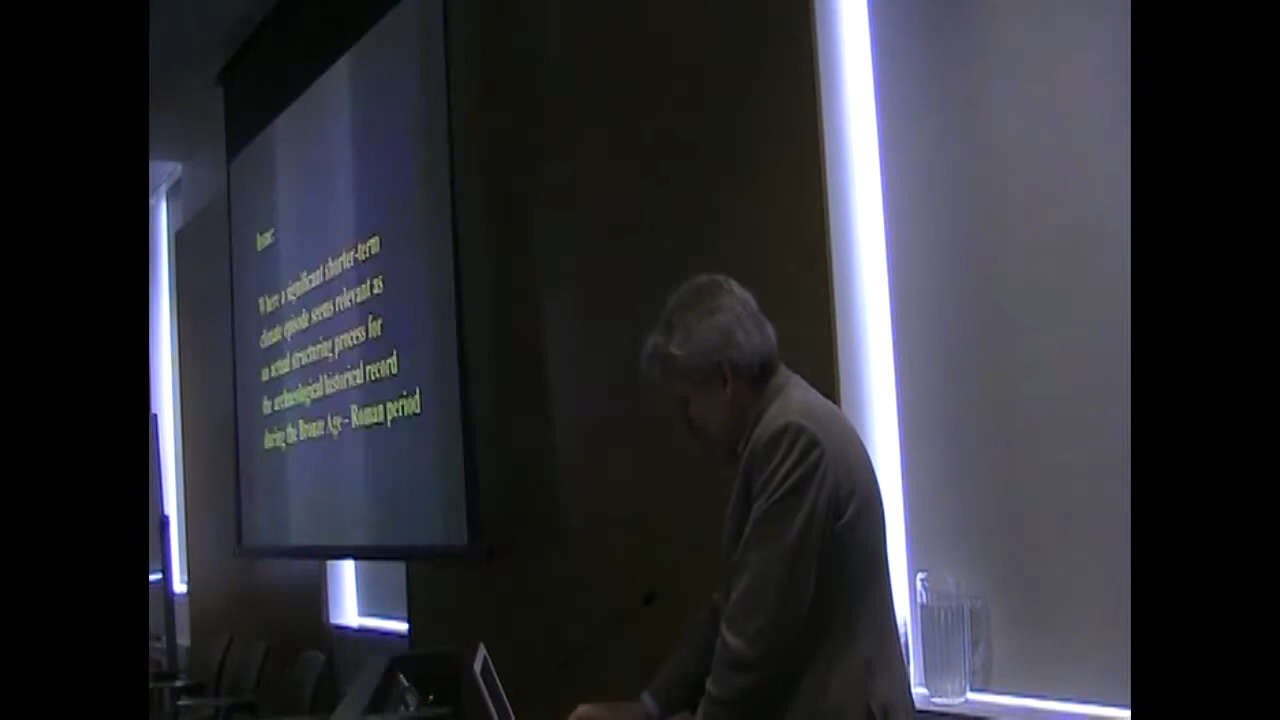 Issue:
Where a significant shorter-term
climate episode seems relevant as
an actual structuring process for
the archaeological historical record
during the Bronze Age – Roman period